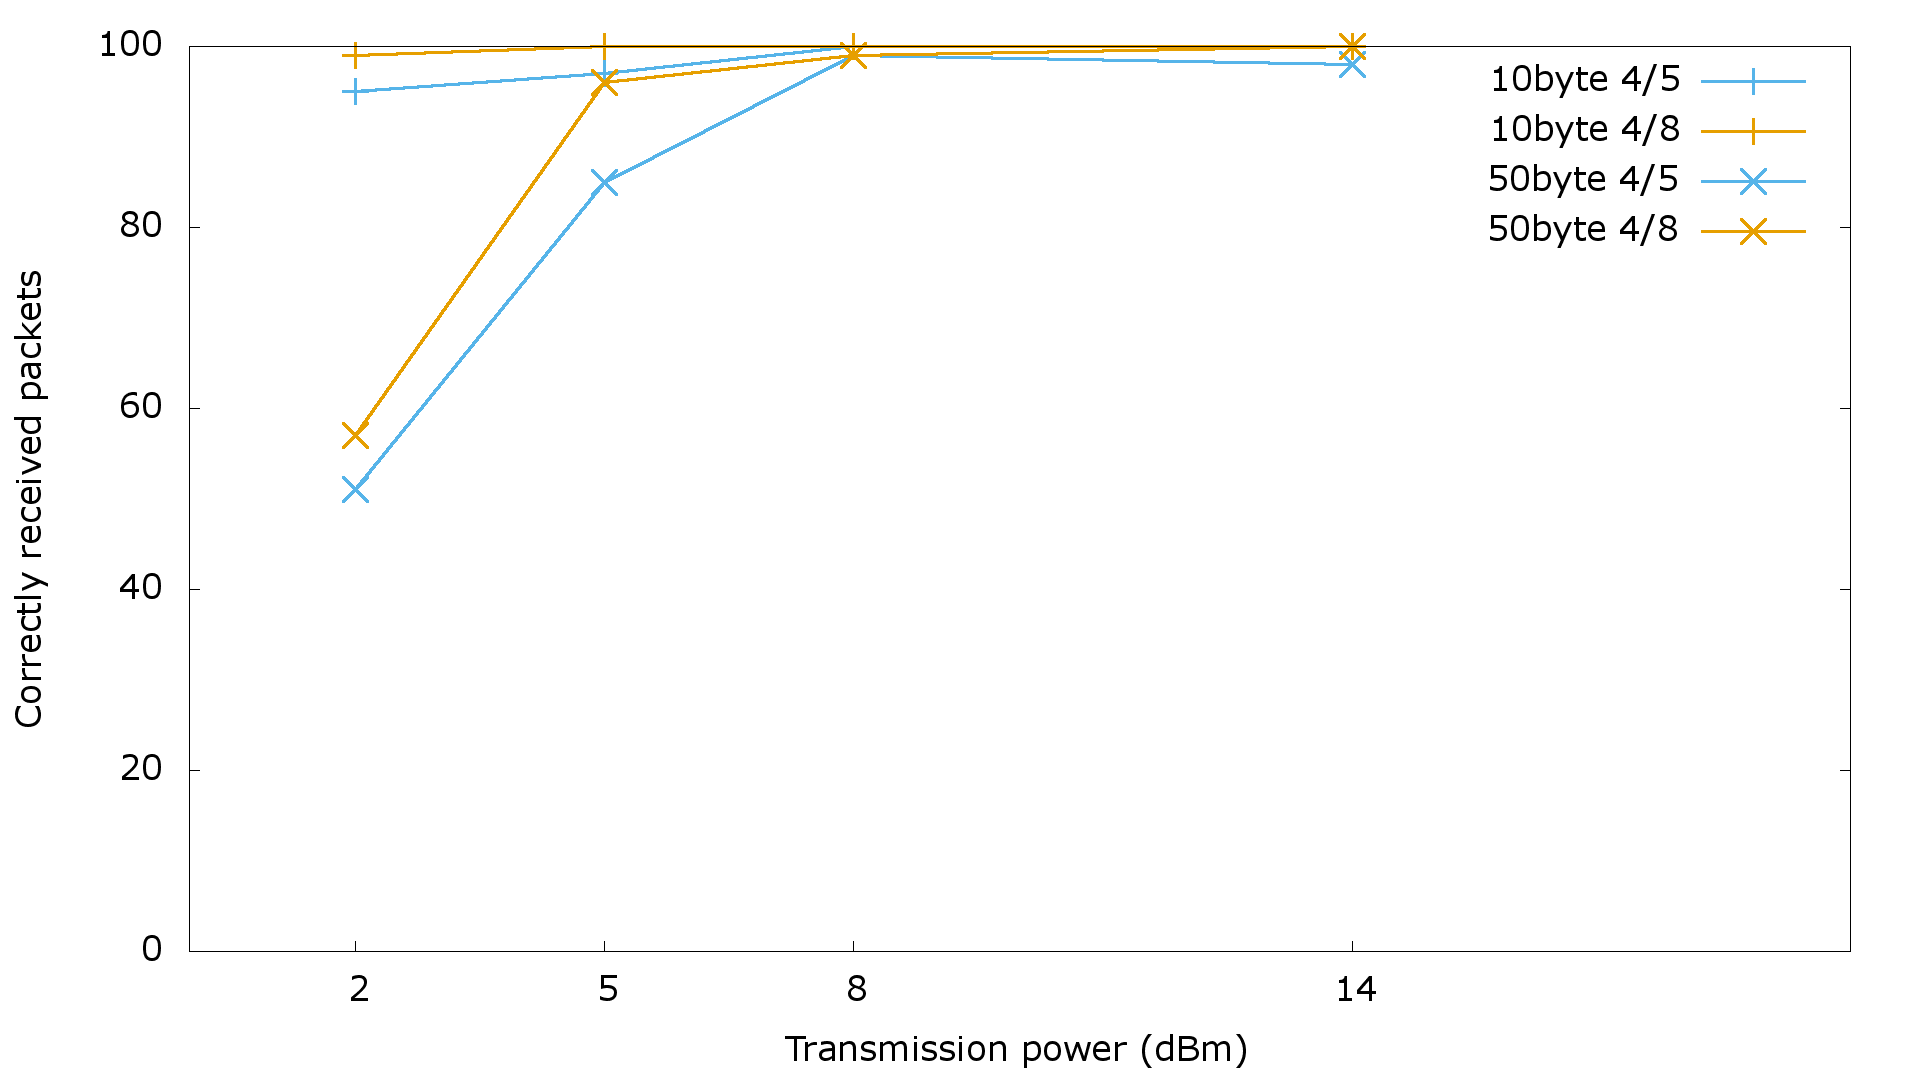 Correctly received packets
100
80
60
40
20
0
2
5
8
14
Transmission power (dBm)
10byte 4/5
10byte 4/8
50byte 4/5
50byte 4/8